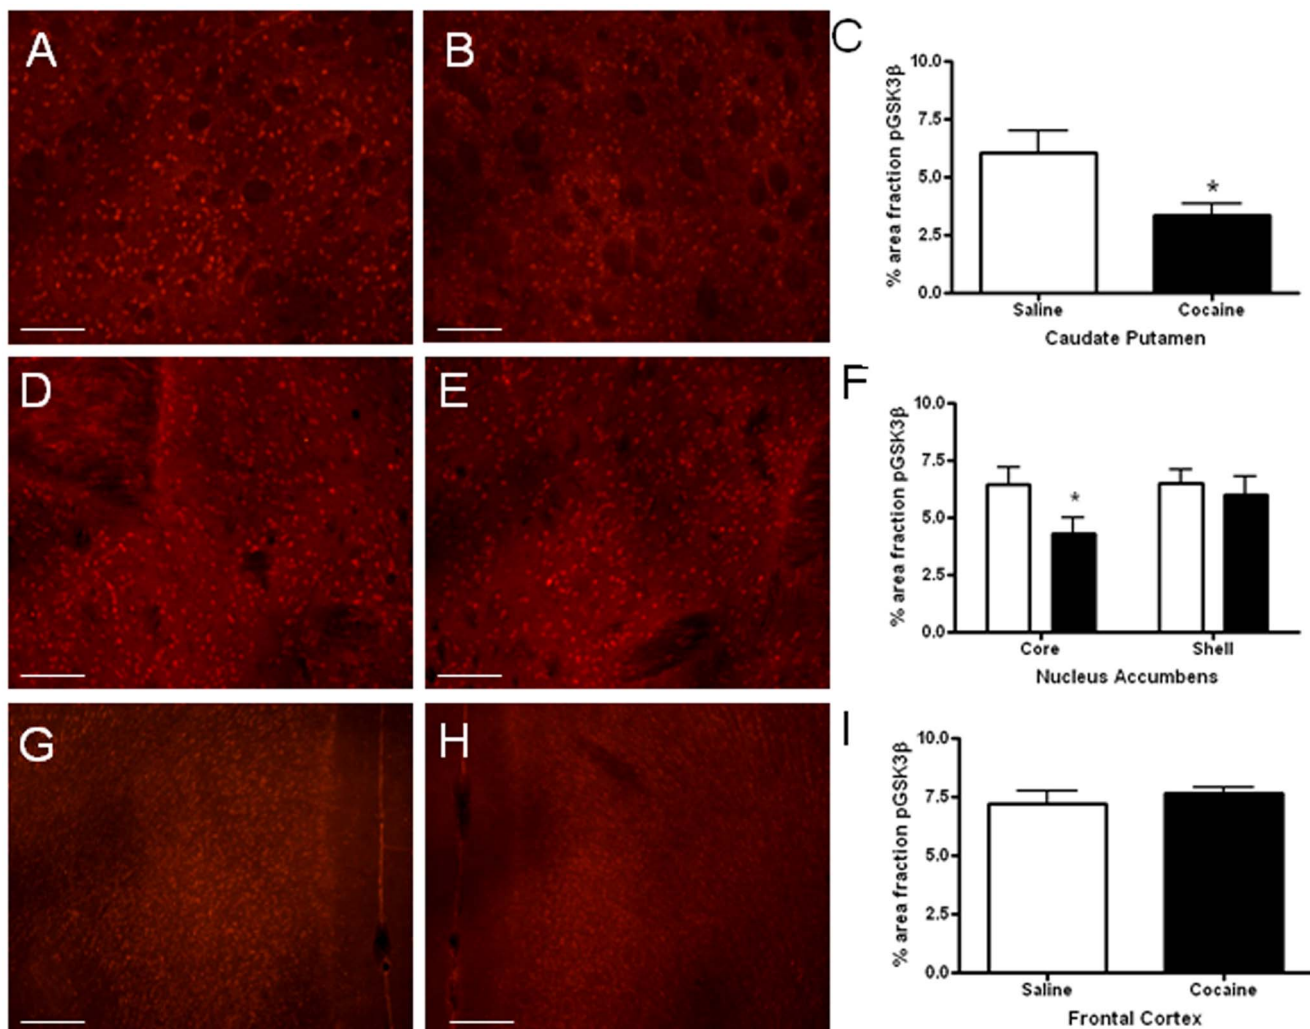 A
B
C
10.0
7.5
5.0
2.5
0.0
% area fraction pGSK3β
*
Saline
Cocaine
Caudate Putamen
D
E
F
10.0
7.5
5.0
2.5
0.0
% area fraction pGSK3β
*
Core
Shell
Nucleus Accumbens
G
H
I
10.0
7.5
5.0
2.5
0.0
% area fraction pGSK3β
Saline
Cocaine
Frontal Cortex